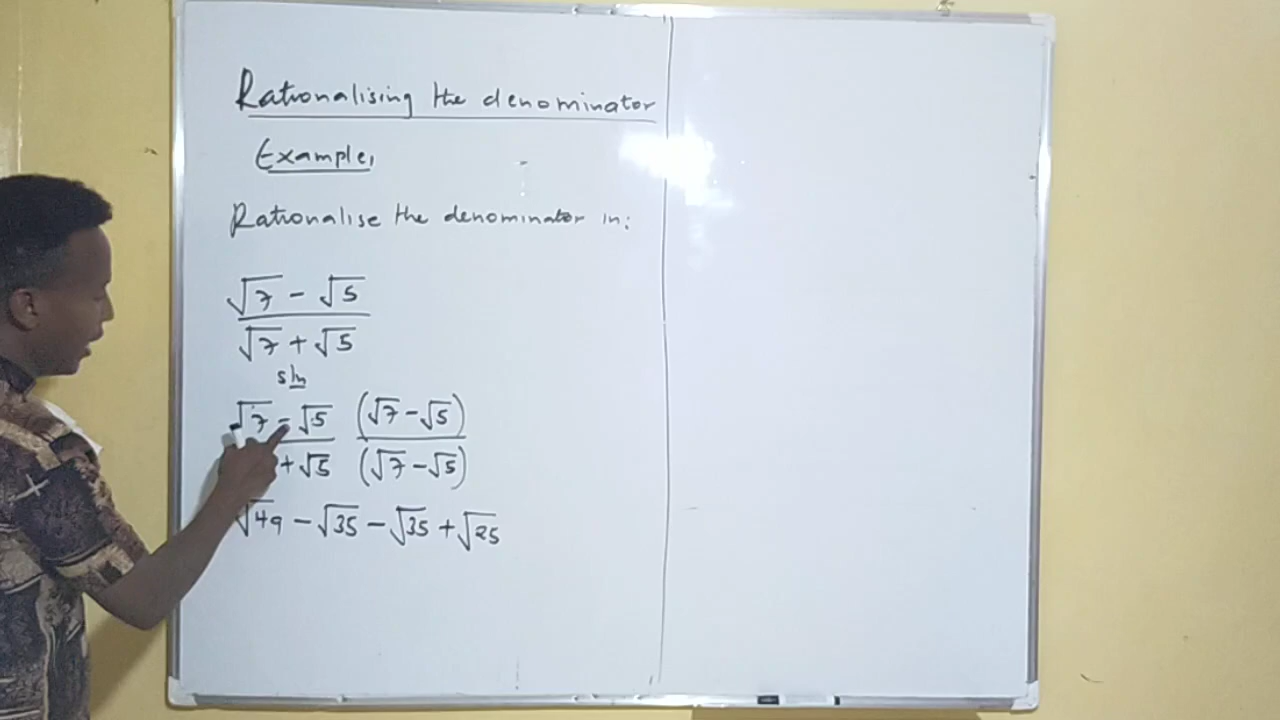 Rationalising the denominator
Example,
Rationalise the denominator in:
√7 - √5
√7 + √5
sln
√7 - √5 (√7 - √5)
+ √5 (√7 - √5)
√49 - √35 - √35 + √25